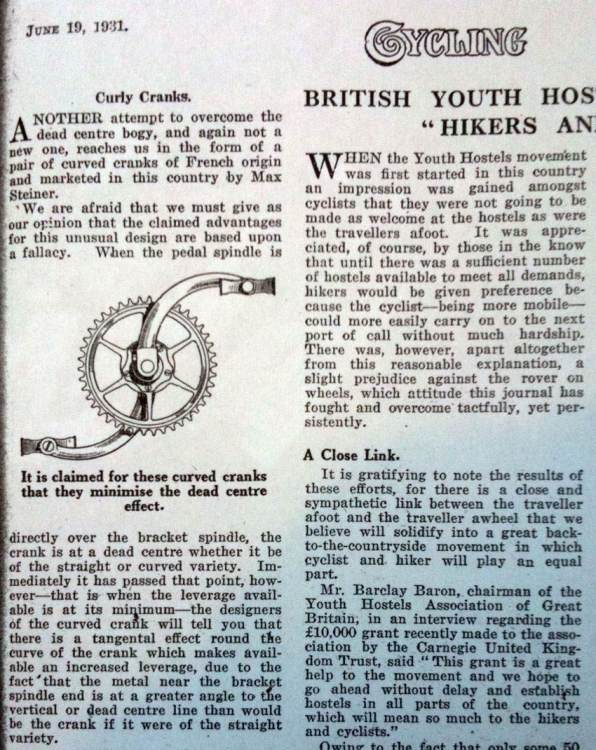 JUNE 19, 1931.
CYCLING
Curly Cranks.
ANOTHER attempt to overcome the
dead centre bogy, and again not a
new one, reaches us in the form of a
pair of curved cranks of French origin
and marketed in this country by Max
Steiner.
We are afraid that we must give as
our opinion that the claimed advantages
for this unusual design are based upon
a fallacy. When the pedal spindle is
It is claimed for these curved cranks
that they minimise the dead centre
effect.
directly over the bracket spindle, the
crank is at a dead centre whether it be
of the straight or curved variety. Im-
mediately it has passed that point, how-
ever—that is when the leverage avail-
able is at its minimum—the designers
of the curved crank will tell you that
there is a tangental effect round the
curve of the crank which makes avail-
able an increased leverage, due to the
fact that the metal near the bracket
spindle end is at a greater angle to the
vertical or dead centre line than would
be the crank if it were of the straight
variety.
BRITISH YOUTH HOS
“HIKERS AN
WHEN the Youth Hostels movement
was first started in this country
an impression was gained amongst
cyclists that they were not going to be
made as welcome at the hostels as were
the travellers afoot. It was appre-
ciated, of course, by those in the know
that until there was a sufficient number
of hostels available to meet all demands,
hikers would be given preference be-
cause the cyclist—being more mobile—
could more easily carry on to the next
port of call without much hardship.
There was, however, apart altogether
from this reasonable explanation, a
slight prejudice against the rover on
wheels, which attitude this journal has
fought and overcome tactfully, yet per-
sistently.
A Close Link.
It is gratifying to note the results of
these efforts, for there is a close and
sympathetic link between the traveller
afoot and the traveller awheel that we
believe will solidify into a great back-
to-the-countryside movement in which
cyclist and hiker will play an equal
part.
Mr. Barclay Baron, chairman of the
Youth Hostels Association of Great
Britain, in an interview regarding the
£10,000 grant recently made to the asso-
ciation by the Carnegie United King-
dom Trust, said “This grant is a great
help to the movement and we hope to
go ahead without delay and establish
hostels in all parts of the country,
which will mean so much to the hikers
and cyclists.”
Owing to the fact that only some 50